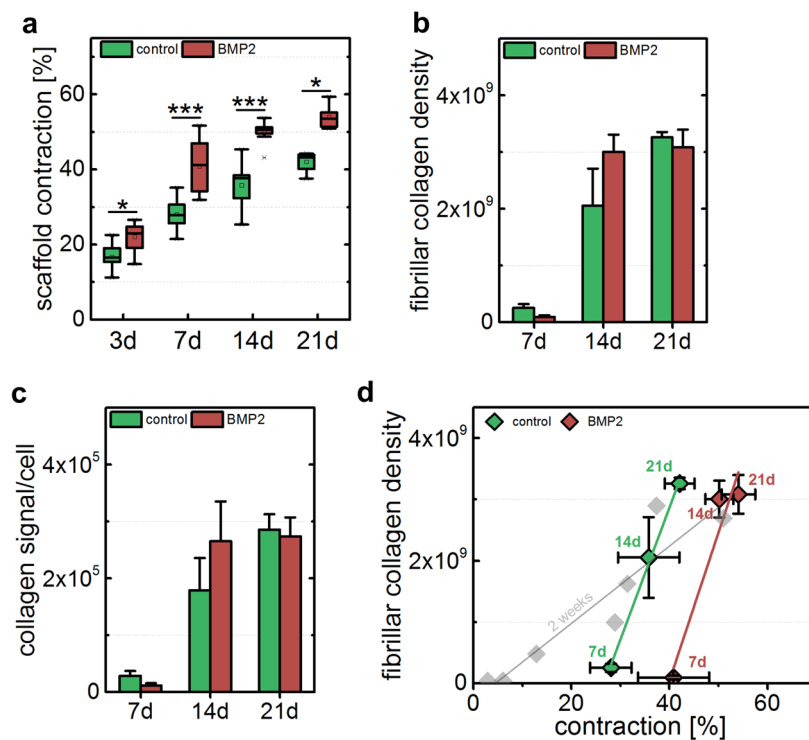 a
control BMP2
scaffold contraction [%]
60
40
20
0
* *** *** *
3d 7d 14d 21d
b
control BMP2
fibrillar collagen density
4x10⁹
2x10⁹
0
7d 14d 21d
c
control BMP2
collagen signal/cell
4x10⁵
2x10⁵
0
7d 14d 21d
d
control BMP2
fibrillar collagen density
4x10⁹
2x10⁹
0
21d 21d
14d 14d
2 weeks
7d 7d
0 20 40 60
contraction [%]